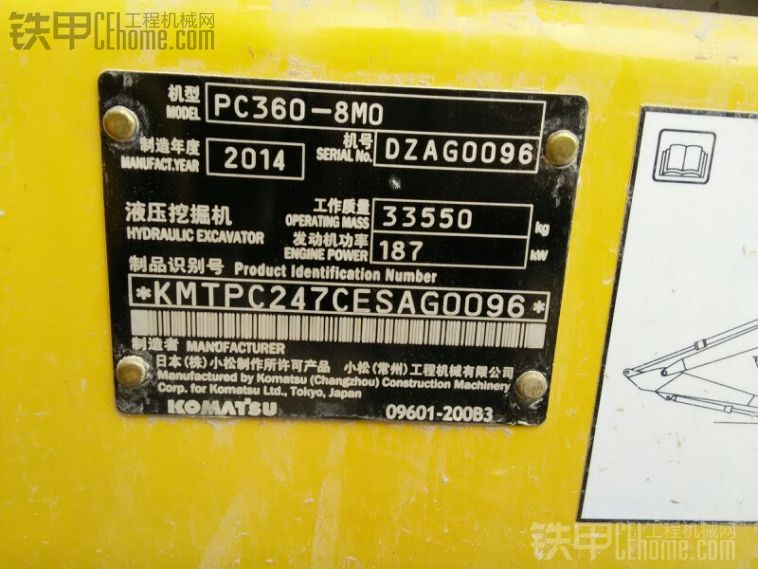 铁甲工程机械网
CEhome.com
机型 MODEL PC360-8M0
制造年度 MANUFACT.YEAR 2014 机号 SERIAL No. DZAG0096
液压挖掘机
HYDRAULIC EXCAVATOR
工作质量 OPERATING MASS 33550 kg
发动机功率 ENGINE POWER 187 kW
制品识别号 Product Identification Number
*KMTPC247CESAG0096*
制造者 MANUFACTURER
日本(株)小松制作所许可产品 小松(常州)工程机械有限公司
Manufactured by Komatsu (Changzhou) Construction Machinery
Corp. for Komatsu Ltd., Tokyo, Japan
KOMATSU 09601-200B3
铁甲工程机械网
CEhome.com